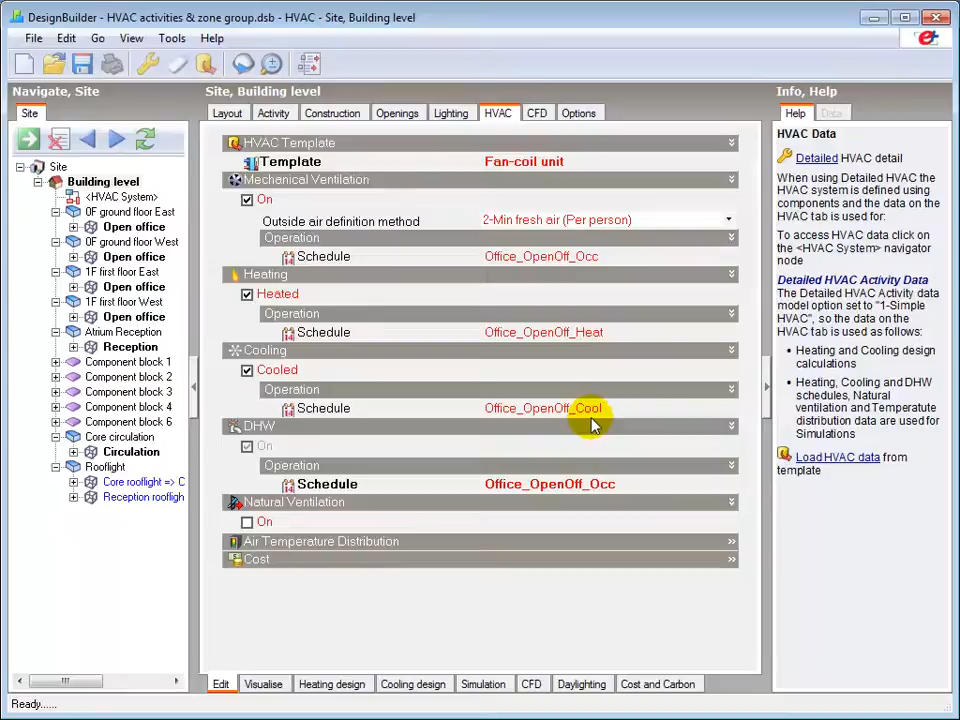 DesignBuilder - HVAC activities & zone group.dsb - HVAC - Site, Building level
File Edit Go View Tools Help
Navigate, Site
Site
Site
Building level
<HVAC System>
0F ground floor East
Open office
0F ground floor West
Open office
1F first floor East
Open office
1F first floor West
Open office
Atrium Reception
Reception
Component block 1
Component block 2
Component block 3
Component block 4
Component block 6
Core circulation
Circulation
Rooflight
Core rooflight => C
Reception roofligh
Site, Building level
Layout Activity Construction Openings Lighting HVAC CFD Options
HVAC Template
Template Fan-coil unit
Mechanical Ventilation
On
Outside air definition method 2-Min fresh air (Per person)
Operation
Schedule Office_OpenOff_Occ
Heating
Heated
Operation
Schedule Office_OpenOff_Heat
Cooling
Cooled
Operation
Schedule Office_OpenOff_Cool
DHW
On
Operation
Schedule Office_OpenOff_Occ
Natural Ventilation
On
Air Temperature Distribution
Cost
Edit Visualise Heating design Cooling design Simulation CFD Daylighting Cost and Carbon
Info, Help
Help Data
HVAC Data
Detailed HVAC detail
When using Detailed HVAC the
HVAC system is defined using
components and the data on the
HVAC tab is used for:
To access HVAC data click on
the <HVAC System> navigator
node
Detailed HVAC Activity Data
The Detailed HVAC Activity data
model option set to "1-Simple
HVAC", so the data on the
HVAC tab is used as follows:
• Heating and Cooling design
calculations
• Heating, Cooling and DHW
schedules, Natural
ventilation and Temperatute
distribution data are used for
Simulations
Load HVAC data from
template
Ready.....